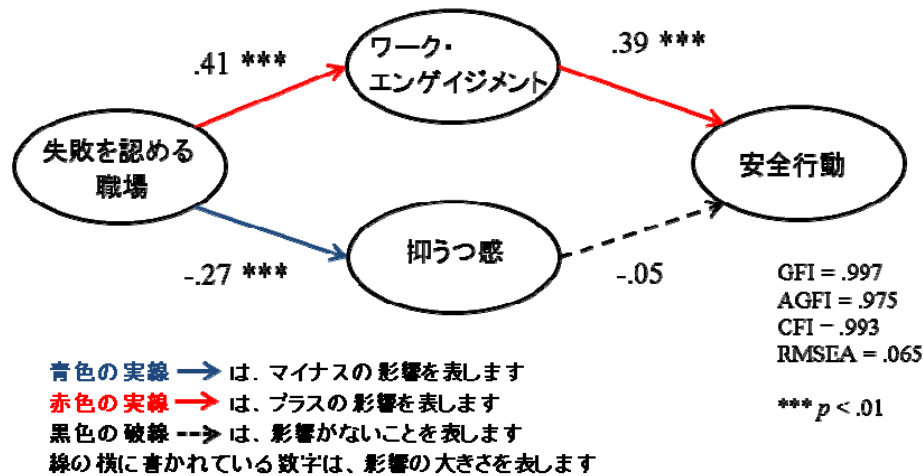 .41 ***
ワーク・
エンゲイジメント
.39 ***
失敗を認める
職場
安全行動
-.27 ***
抑うつ感
-.05
GFI = .997
AGFI = .975
CFI = .993
RMSEA = .065
*** p < .01
青色の実線 → は、マイナスの影響を表します
赤色の実線 → は、プラスの影響を表します
黒色の破線 --> は、影響がないことを表します
線の横に書かれている数字は、影響の大きさを表します